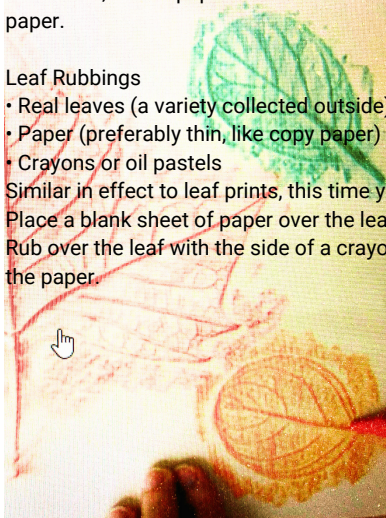 paper.
Leaf Rubbings
• Real leaves (a variety collected outside)
• Paper (preferably thin, like copy paper)
• Crayons or oil pastels
Similar in effect to leaf prints, this time
Place a blank sheet of paper over the
Rub over the leaf with the side of a
the paper.